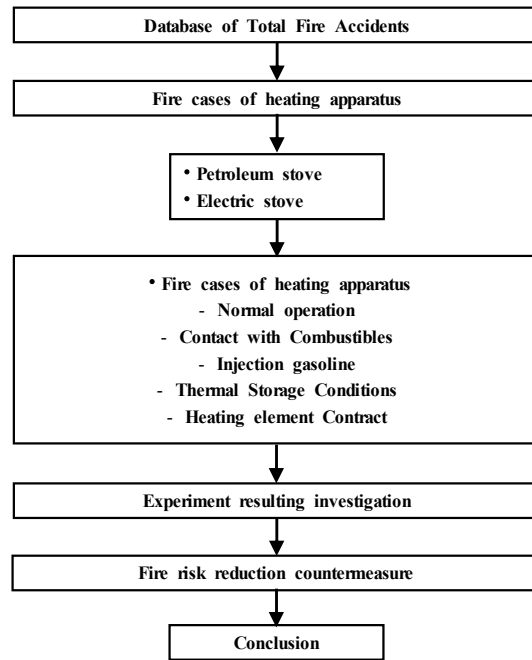 Database of Total Fire Accidents
Fire cases of heating apparatus
• Petroleum stove
• Electric stove
• Fire cases of heating apparatus
- Normal operation
- Contact with Combustibles
- Injection gasoline
- Thermal Storage Conditions
- Heating element Contract
Experiment resulting investigation
Fire risk reduction countermeasure
Conclusion